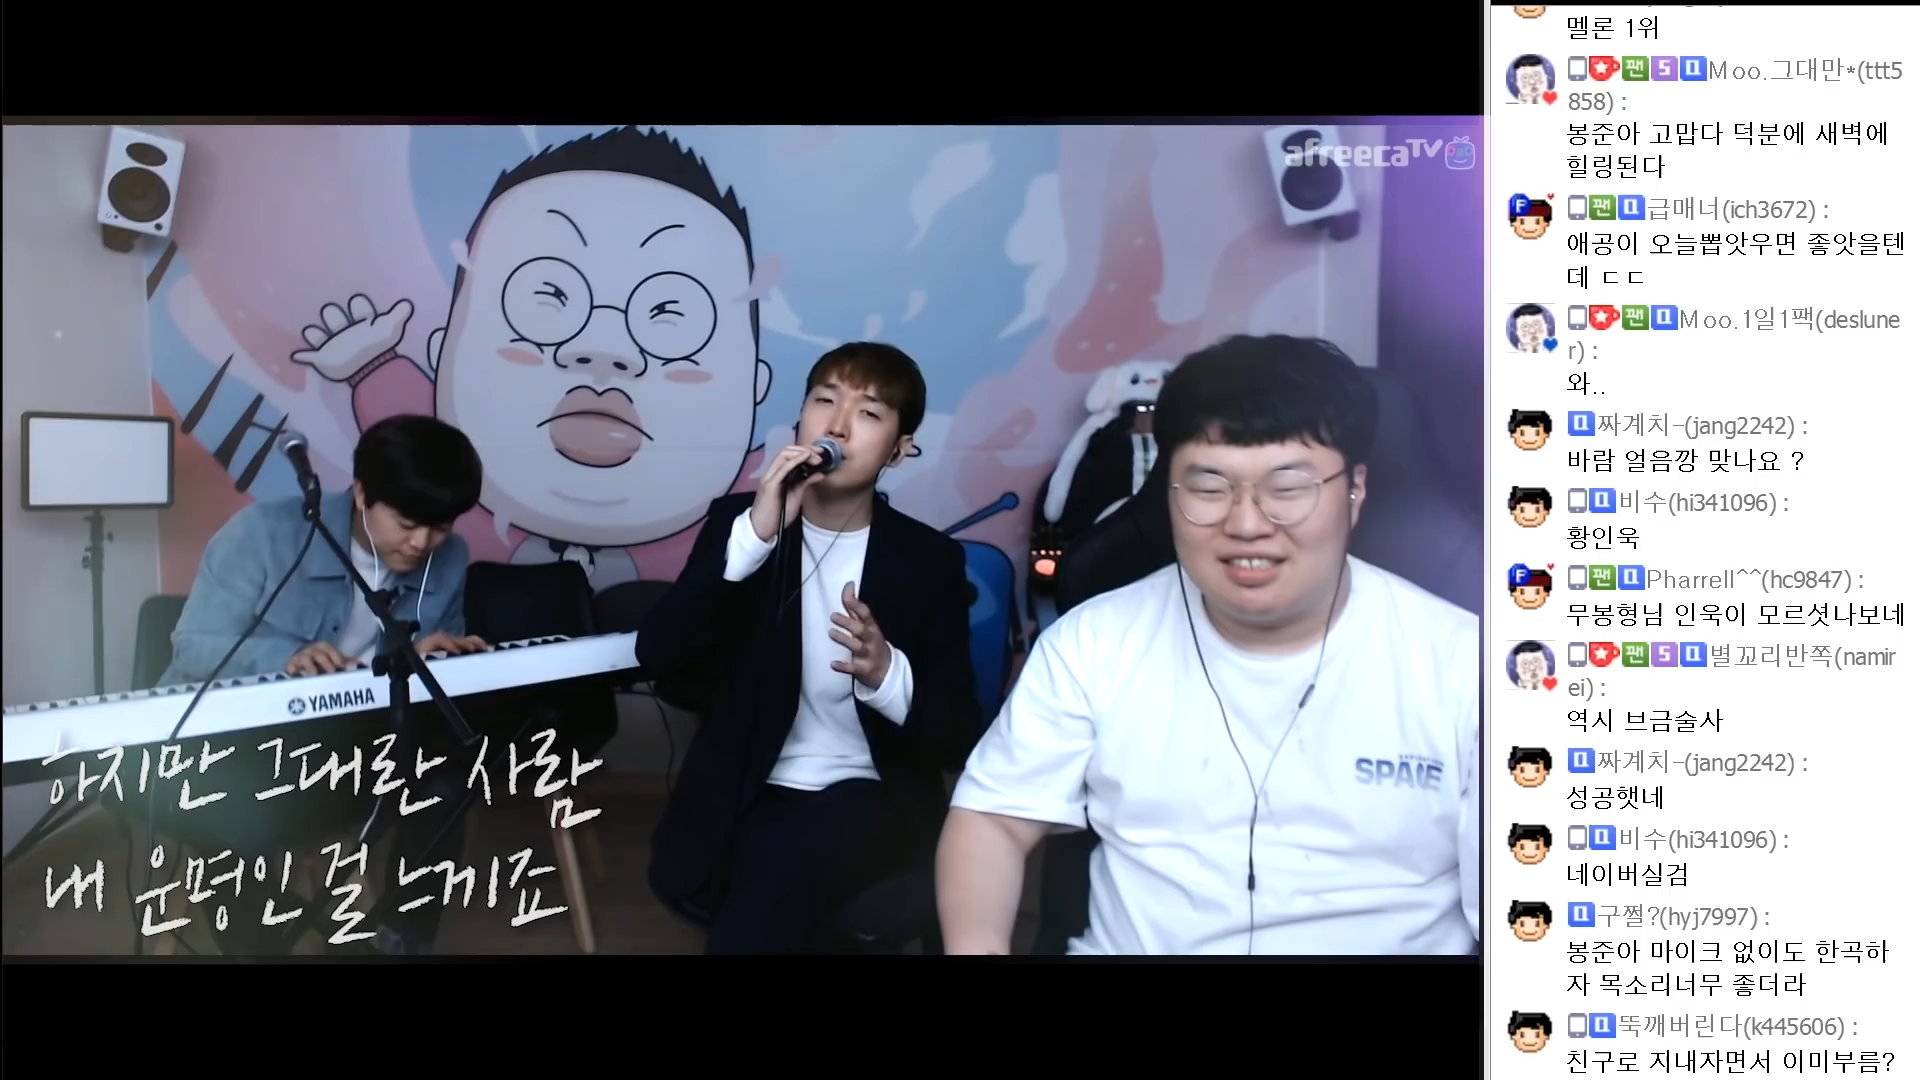 afreecaTV
YAMAHA
SPACE
하지만 그대란 사람
내 운명인 걸 느끼죠
멜론 1위
팬 S Moo.그대만*(ttt5
858) :
봉준아 고맙다 덕분에 새벽에
힐링된다
팬 급매너(ich3672) :
애공이 오늘뽑앗우면 좋앗을텐
데 ㄷㄷ
팬 Moo.1일1팩(deslune
r) :
와..
짜계치-(jang2242) :
바람 얼음깡 맞나요 ?
비수(hi341096) :
황인욱
팬 Pharrell^^(hc9847) :
무봉형님 인욱이 모르셧나보네
팬 S 별꼬리반쪽(namir
ei) :
역시 브금술사
짜계치-(jang2242) :
성공햇네
비수(hi341096) :
네이버실검
구쩔?(hyj7997) :
봉준아 마이크 없이도 한곡하
자 목소리너무 좋더라
뚝깨버린다(k445606) :
친구로 지내자면서 이미부름?